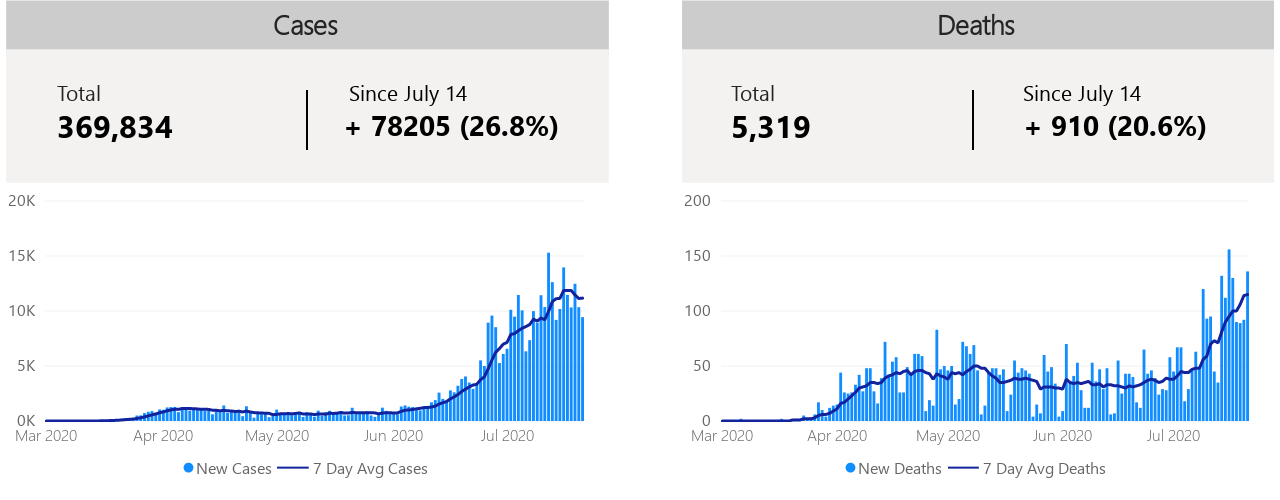 Cases
Total
369,834
Since July 14
+ 78205 (26.8%)
20K
15K
10K
5K
0K
Mar 2020 Apr 2020 May 2020 Jun 2020 Jul 2020
New Cases 7 Day Avg Cases
Deaths
Total
5,319
Since July 14
+ 910 (20.6%)
200
150
100
50
0
Mar 2020 Apr 2020 May 2020 Jun 2020 Jul 2020
New Deaths 7 Day Avg Deaths